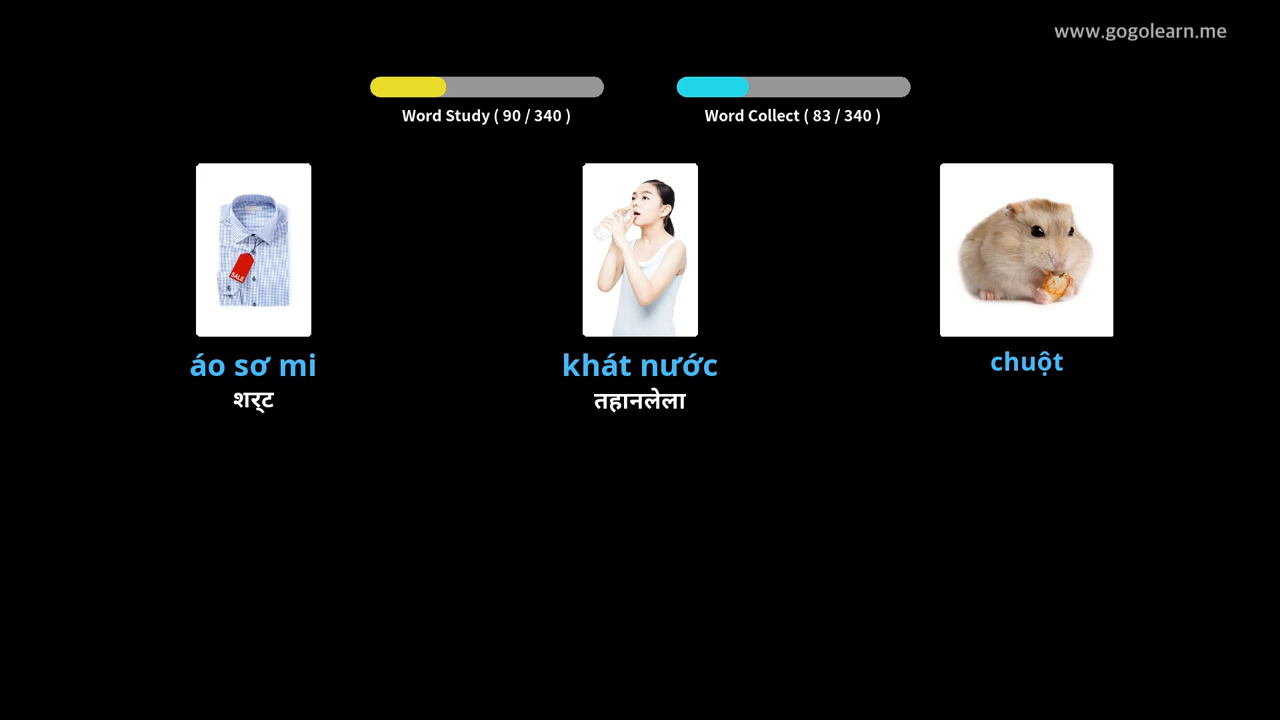 www.gogolearn.me
Word Study ( 90 / 340 )
Word Collect ( 83 / 340 )
SALE
áo sơ mi
शर्ट
khát nước
तहानलेला
chuột